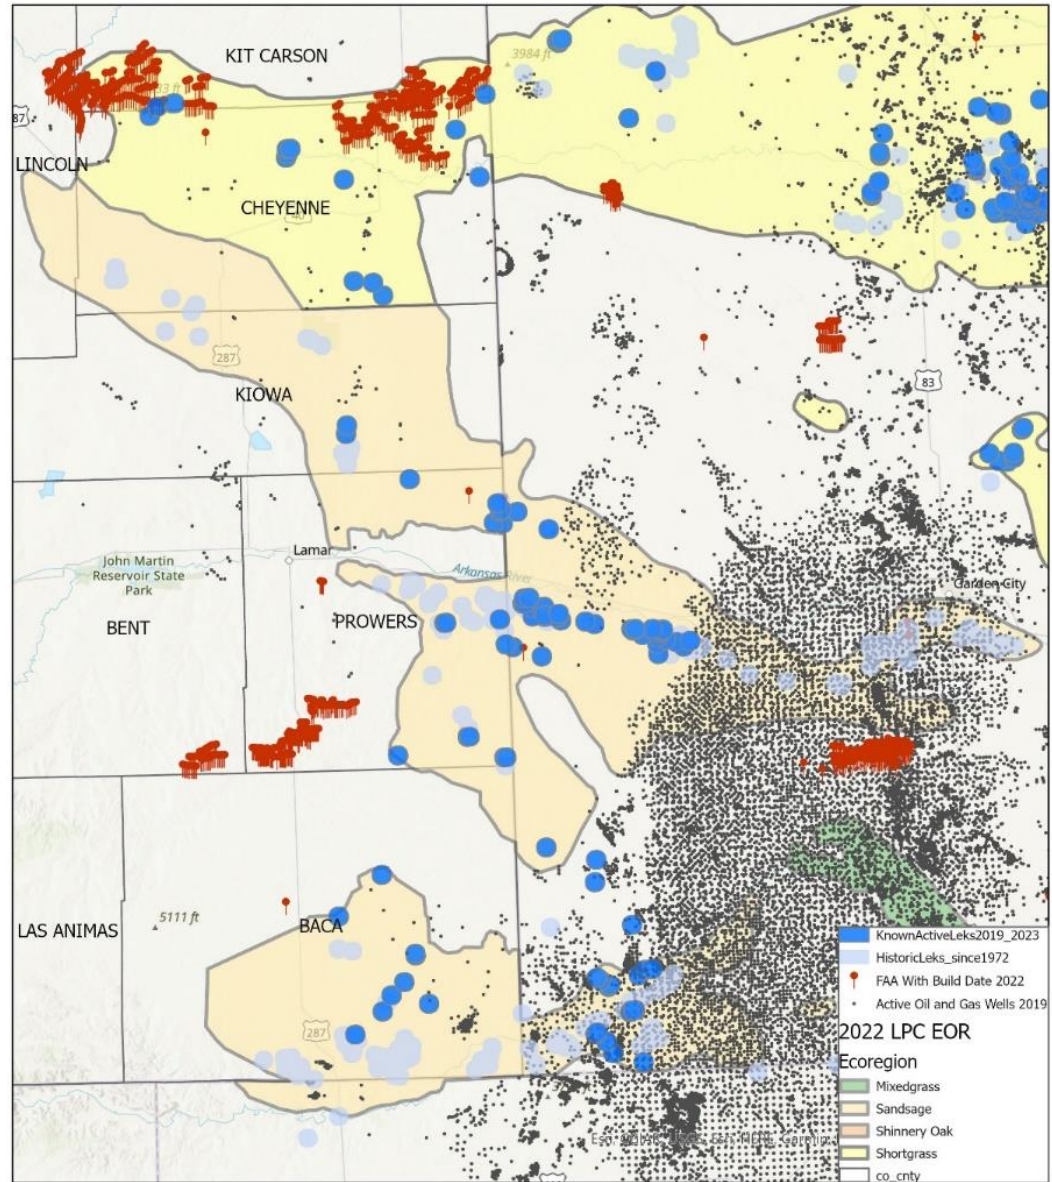 KIT CARSON
3984 ft
87
LINCOLN
CHEYENNE
40
287
83
KIOWA
Lamar
John Martin
Reservoir State
Park
Arkansas River
Garden City
BENT
PROWERS
LAS ANIMAS
5111 ft
BACA
287
KnownActiveLeks2019_2023
HistoricLeks_since1972
FAA With Build Date 2022
Active Oil and Gas Wells 2019
2022 LPC EOR
Ecoregion
Mixedgrass
Sandsage
Shinnery Oak
Shortgrass
co_cnty